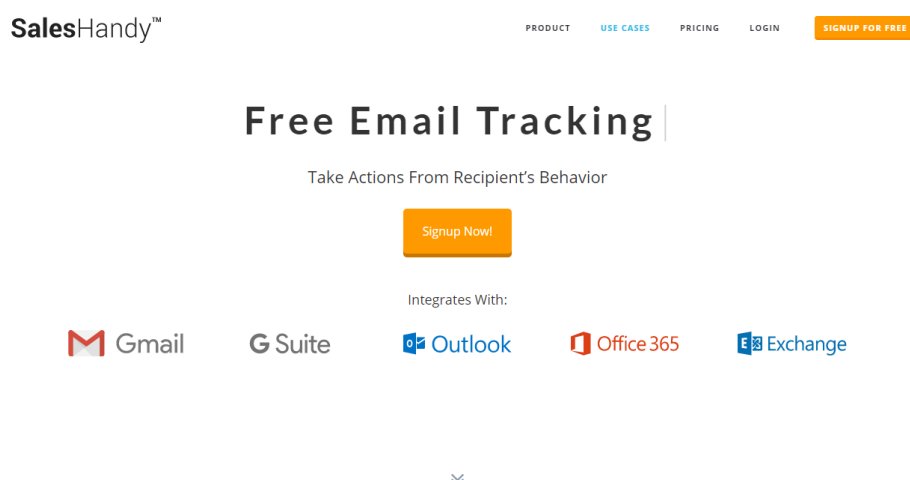 SalesHandy™
PRODUCT USE CASES PRICING LOGIN SIGNUP FOR FREE
Free Email Tracking
Take Actions From Recipient's Behavior
Signup Now!
Integrates With:
Gmail G Suite Outlook Office 365 Exchange